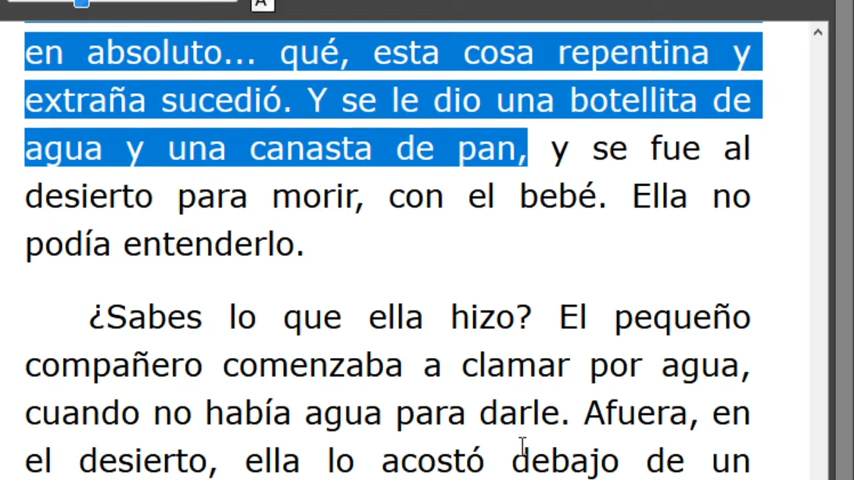 A
en absoluto... qué, esta cosa repentina y
extraña sucedió. Y se le dio una botellita de
agua y una canasta de pan, y se fue al
desierto para morir, con el bebé. Ella no
podía entenderlo.
¿Sabes lo que ella hizo? El pequeño
compañero comenzaba a clamar por agua,
cuando no había agua para darle. Afuera, en
el desierto, ella lo acostó debajo de un